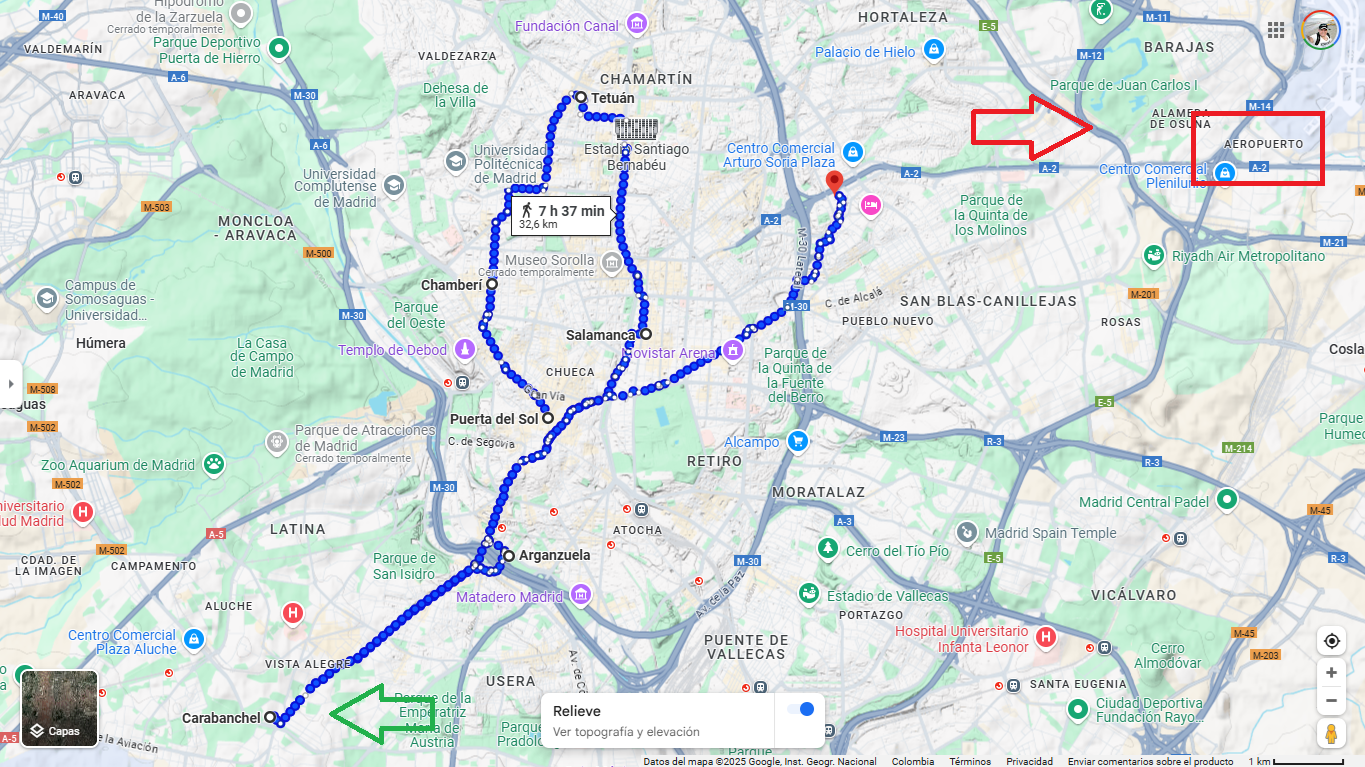 M-40
Hipódromo
de la Zarzuela
Cerrado temporalmente
Fundación Canal
HORTALEZA
E-5
M-11
BARAJAS
VALDEMARÍN
Parque Deportivo
Puerta de Hierro
A-6
VALDEZARZA
CHAMARTÍN
Palacio de Hielo
M-12
Parque de Juan Carlos I
ARAVACA
M-30
Dehesa de
la Villa
Tetuán
M-14
ALAMEDA
DE OSUNA
A-6
Universidad
Politécnica
de Madrid
Estadio Santiago
Bernabéu
Centro Comercial
Arturo Soria Plaza
AEROPUERTO
A-2
A-2
A-2
Centro Comercial
Plenilunio
Universidad
Complutense
de Madrid
M-503
MONCLOA
- ARAVACA
7 h 37 min
32,6 km
A-2
Parque de
la Quinta de
los Molinos
M-21
M-500
Museo Sorolla
Cerrado temporalmente
M-30 Lateral
Riyadh Air Metropolitano
Campus de
Somosaguas -
Universidad...
Chamberí
M-201
C. de Alcalá
SAN BLAS-CANILLEJAS
M-30
Parque
del Oeste
M-30
PUEBLO NUEVO
ROSAS
Húmera
La Casa
de Campo
de Madrid
Templo de Debod
Salamanca
Movistar Arena
Parque de
la Quinta de
la Fuente
del Berro
Cosla
CHUECA
M-508
aguas
M-502
Gran Vía
E-5
Puerta del Sol
Parque de Atracciones
de Madrid
Cerrado temporalmente
C. de Segovia
Alcampo
M-23
R-3
M-214
Parque
Hume
Zoo Aquarium de Madrid
M-502
RETIRO
R-3
M-30
MORATALAZ
niversitario
lud Madrid
Madrid Central Padel
M-45
LATINA
A-5
ATOCHA
A-3
Madrid Spain Temple
M-502
CDAD. DE
LA IMAGEN
CAMPAMENTO
Parque de
San Isidro
Arganzuela
M-30
Cerro del Tío Pío
E-5
R-3
Matadero Madrid
Av. de la Paz
Estadio de Vallecas
VICÁLVARO
ALUCHE
PORTAZGO
Centro Comercial
Plaza Aluche
PUENTE DE
VALLECAS
Hospital Universitario
Infanta Leonor
M-45
M-203
Cerro
Almodóvar
VISTA ALEGRE
USERA
SANTA EUGENIA
Parque de la
Emperatriz
María de
Austria
Carabanchel
Parque
Pradolo
Relieve
Ver topografía y elevación
Ciudad Deportiva
Fundación Rayo...
Capas
A-5
de la Aviación
Parque
Datos del mapa ©2025 Google, Inst. Geogr. Nacional
Colombia
Términos
Privacidad
Enviar comentarios sobre el producto
1 km